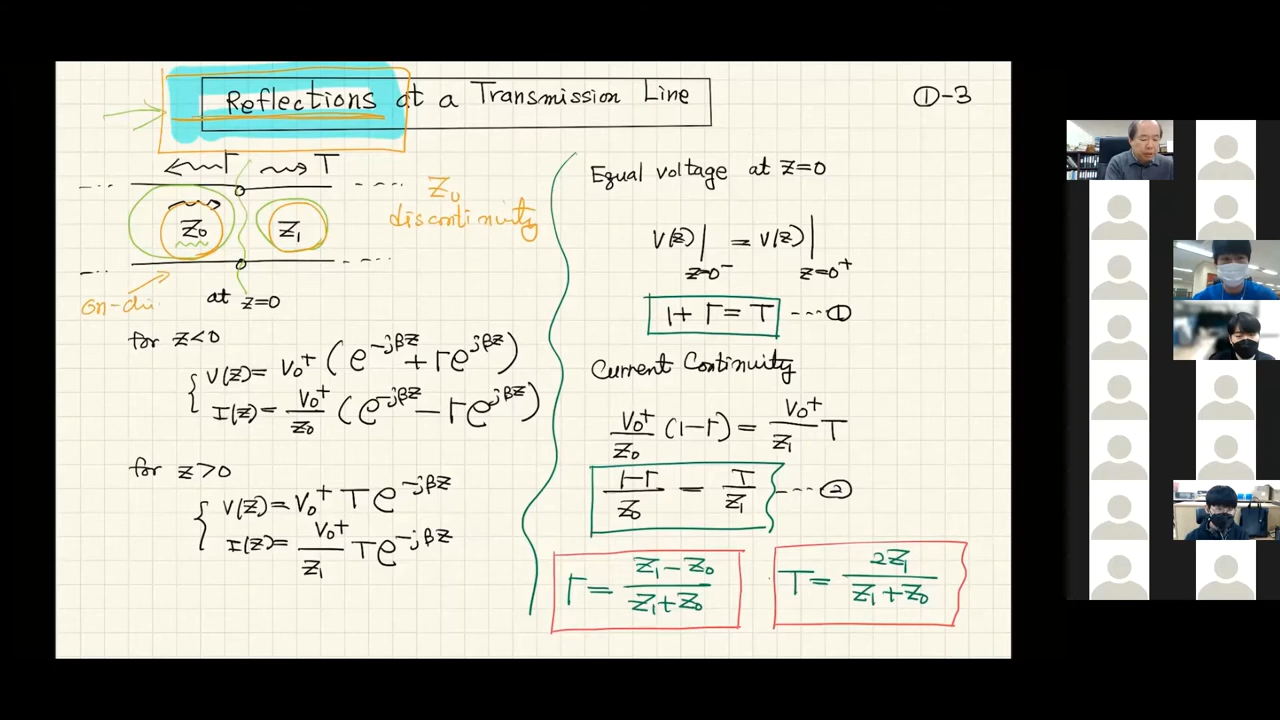 Reflections at a Transmission Line
①-3
Γ T
Z₀ Z₁
Z₀
discontinuity
on-di
at z=0
for z<0
V(z)= V₀⁺ (e^{-jβz} + Γe^{jβz})
I(z)= V₀⁺/Z₀ (e^{-jβz} − Γe^{jβz})
for z>0
V(z)= V₀⁺ T e^{-jβz}
I(z)= V₀⁺/Z₁ T e^{-jβz}
Equal voltage at z=0
V(z)|z=0⁻ = V(z)|z=0⁺
1+Γ = T ----①
Current Continuity
V₀⁺/Z₀ (1−Γ) = V₀⁺/Z₁ T
1−Γ/Z₀ = T/Z₁ ----②
Γ = Z₁−Z₀/Z₁+Z₀
T = 2Z₁/Z₁+Z₀